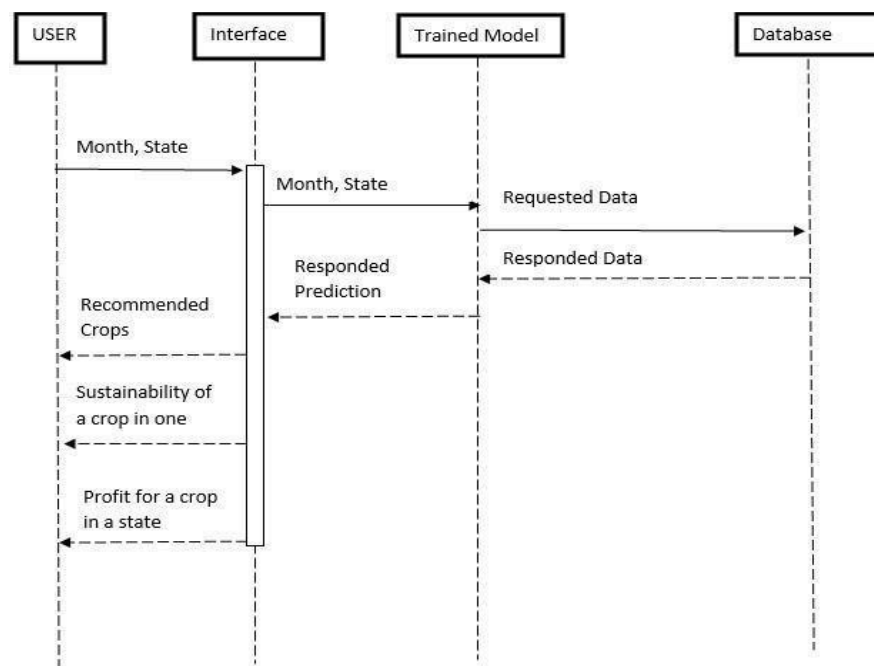 USER
Interface
Trained Model
Database
Month, State
Month, State
Requested Data
Responded Data
Responded
Prediction
Recommended
Crops
Sustainability of
a crop in one
Profit for a crop
in a state